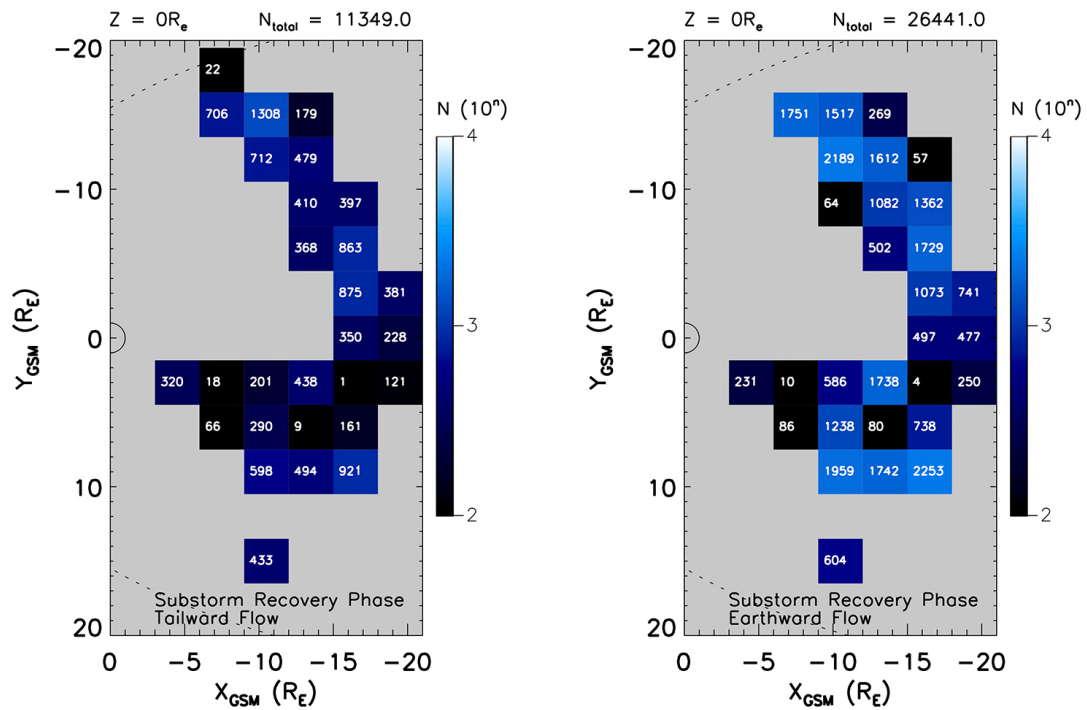 Z = 0Rₑ N_total = 11349.0
-20
-10
0
10
20
Y_GSM (R_E)
22
706 1308 179
712 479
410 397
368 863
875 381
350 228
320 18 201 438 1 121
66 290 9 161
598 494 921
433
Substorm Recovery Phase
Tailward Flow
0 -5 -10 -15 -20
X_GSM (R_E)
N (10ⁿ)
4
3
2
Z = 0Rₑ N_total = 26441.0
-20
-10
0
10
20
Y_GSM (R_E)
1751 1517 269
2189 1612 57
64 1082 1362
502 1729
1073 741
497 477
231 10 586 1738 4 250
86 1238 80 738
1959 1742 2253
604
Substorm Recovery Phase
Earthward Flow
0 -5 -10 -15 -20
X_GSM (R_E)
N (10ⁿ)
4
3
2